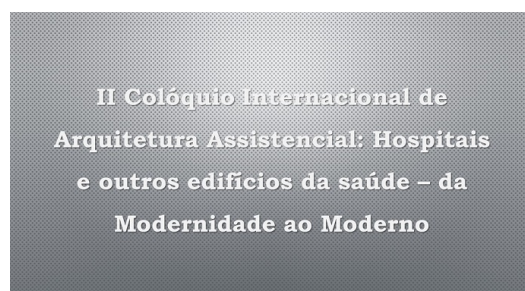 II Colóquio Internacional de
Arquitetura Assistencial: Hospitais
e outros edifícios da saúde – da
Modernidade ao Moderno